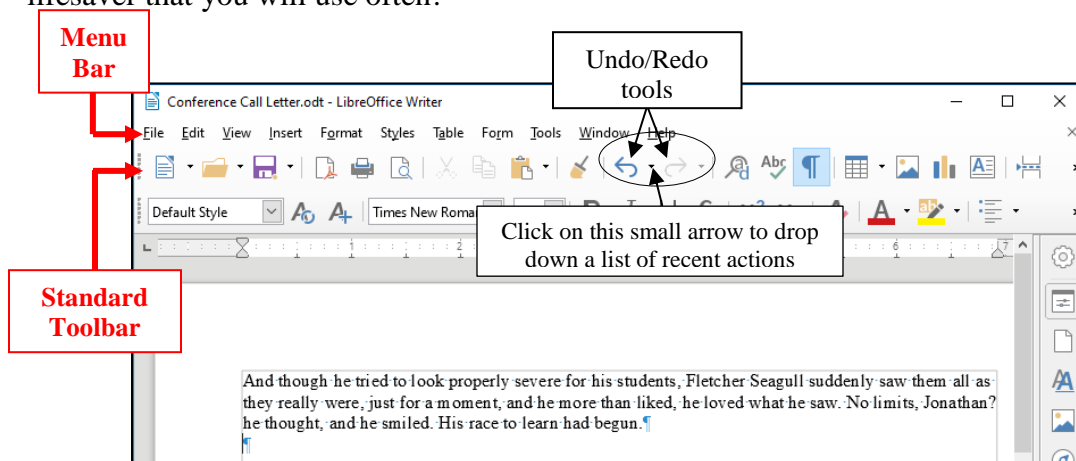 lifesaver that you will use often.
Menu
Bar
Undo/Redo
tools
Conference Call Letter.odt - LibreOffice Writer
File Edit View Insert Format Styles Table Form Tools Window Help
Abc
Default Style
Times New Roma
Click on this small arrow to drop
down a list of recent actions
1 2 6 7
Standard
Toolbar
And though he tried to look properly severe for his students, Fletcher Seagull suddenly saw them all as
they really were, just for a moment, and he more than liked, he loved what he saw. No limits, Jonathan?
he thought, and he smiled. His race to learn had begun.¶
¶